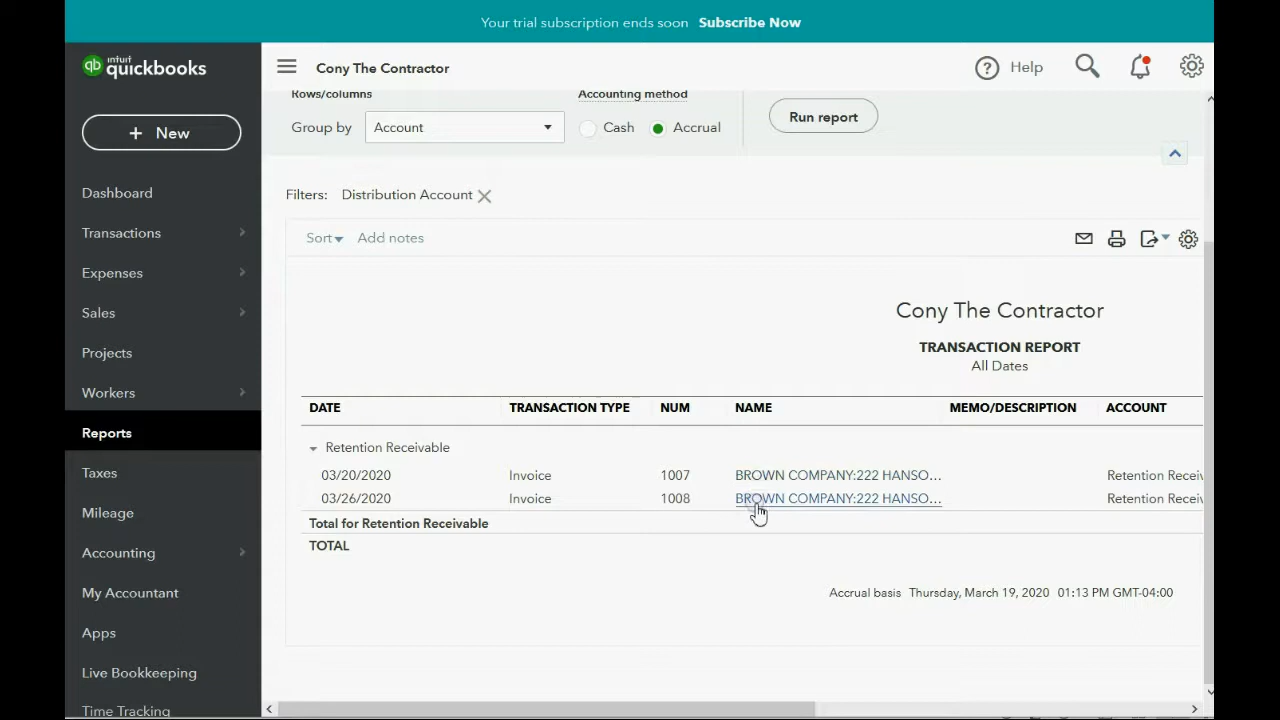 Your trial subscription ends soon Subscribe Now
intuit
quickbooks
Cony The Contractor
Help
Rows/columns
Accounting method
+ New
Group by Account
Cash
Accrual
Run report
Filters: Distribution Account
Dashboard
Transactions
Expenses
Sales
Projects
Workers
Reports
Taxes
Mileage
Accounting
My Accountant
Apps
Live Bookkeeping
Time Tracking
Sort Add notes
Cony The Contractor
TRANSACTION REPORT
All Dates
DATE TRANSACTION TYPE NUM NAME MEMO/DESCRIPTION ACCOUNT
Retention Receivable
03/20/2020 Invoice 1007 BROWN COMPANY:222 HANSO... Retention Receiv
03/26/2020 Invoice 1008 BROWN COMPANY:222 HANSO... Retention Receiv
Total for Retention Receivable
TOTAL
Accrual basis Thursday, March 19, 2020 01:13 PM GMT-04:00